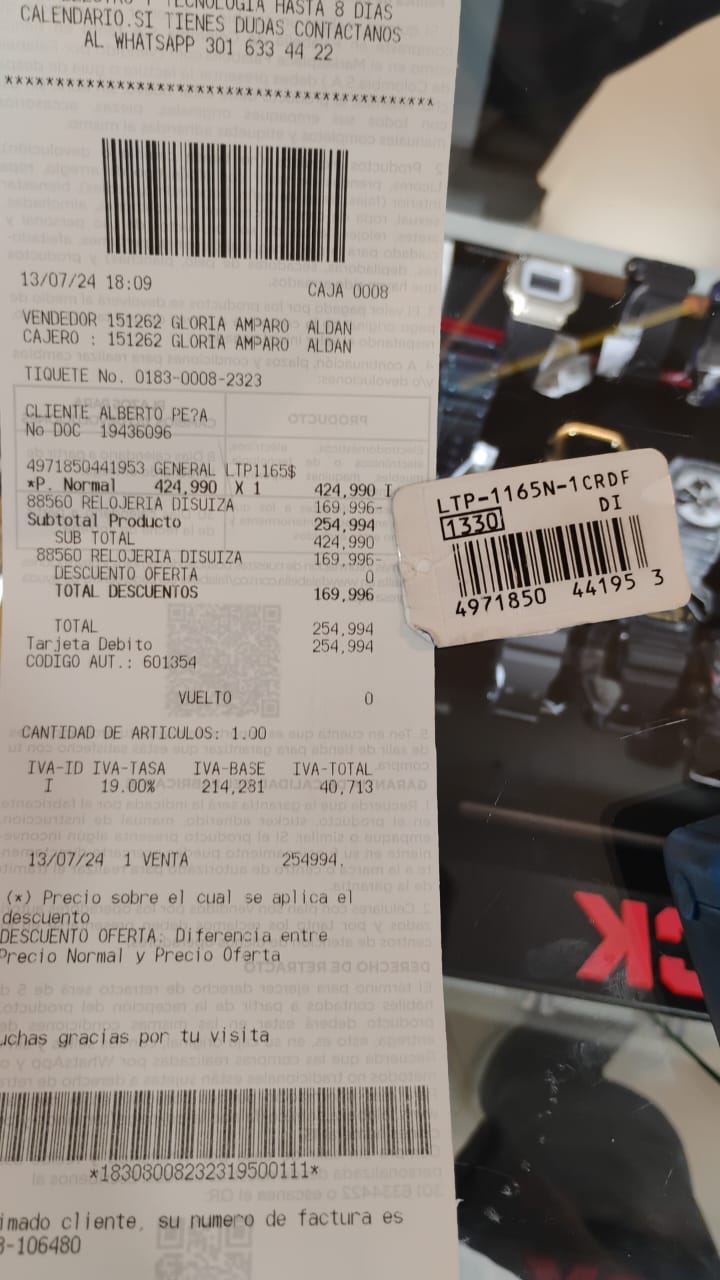 TECNOLOGIA HASTA 8 DIAS
CALENDARIO.SI TIENES DUDAS CONTACTANOS
AL WHATSAPP 301 633 44 22
****************************************
13/07/24 18:09 CAJA 0008
VENDEDOR 151262 GLORIA AMPARO ALDAN
CAJERO : 151262 GLORIA AMPARO ALDAN
TIQUETE No. 0183-0008-2323
CLIENTE ALBERTO PE?A
No DOC 19436096
4971850441953 GENERAL LTP1165$
*P. Normal 424,990 X 1 424,990 I
88560 RELOJERIA DISUIZA 169,996-
Subtotal Producto 254,994
SUB TOTAL 424,990
88560 RELOJERIA DISUIZA 169,996-
DESCUENTO OFERTA 0
TOTAL DESCUENTOS 169,996
TOTAL 254,994
Tarjeta Debito 254,994
CODIGO AUT.: 601354
VUELTO 0
CANTIDAD DE ARTICULOS: 1.00
IVA-ID IVA-TASA IVA-BASE IVA-TOTAL
I 19.00% 214,281 40,713
13/07/24 1 VENTA 254994.
(*) Precio sobre el cual se aplica el
descuento
DESCUENTO OFERTA: Diferencia entre
Precio Normal y Precio Oferta
uchas gracias por tu visita
*18308008232319500111*
imado cliente, su numero de factura es
-106480
LTP-1165N-1CRDF
DI
1330
4971850 44195 3